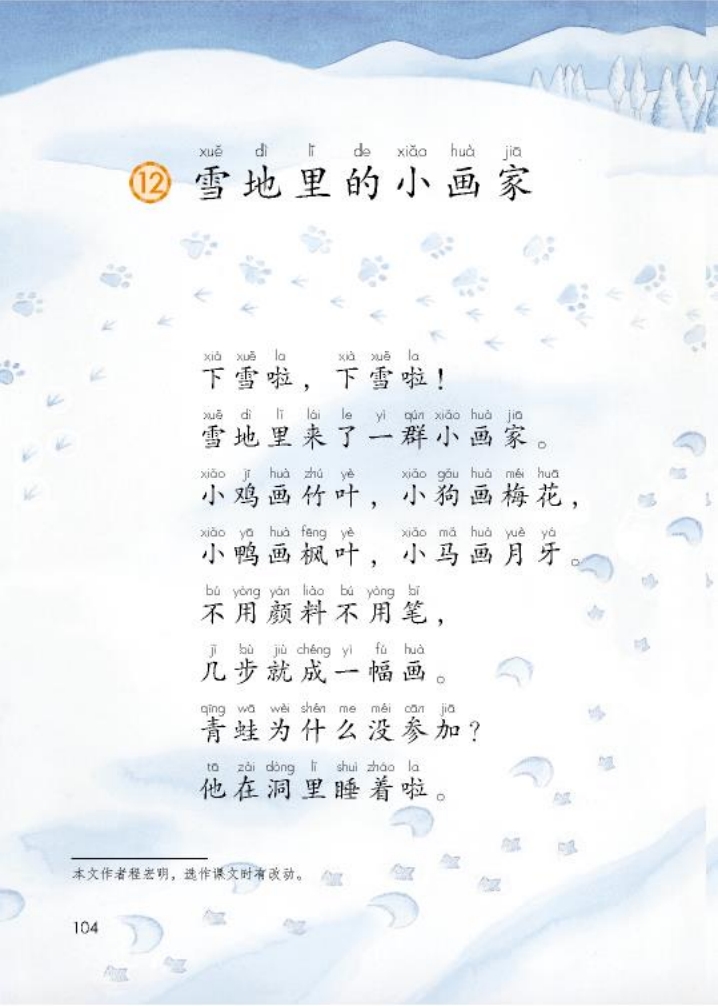 xuě dì lǐ de xiǎo huà jiā
12 雪地里的小画家
xià xuě la xià xuě la
下雪啦，下雪啦！
xuě dì lǐ lái le yì qún xiǎo huà jiā
雪地里来了一群小画家。
xiǎo jī huà zhú yè xiǎo gǒu huà méi huā
小鸡画竹叶，小狗画梅花，
xiǎo yā huà fēng yè xiǎo mǎ huà yuè yá
小鸭画枫叶，小马画月牙。
bú yòng yán liào bú yòng bǐ
不用颜料不用笔，
jǐ bù jiù chéng yì fú huà
几步就成一幅画。
qīng wā wèi shén me méi cān jiā
青蛙为什么没参加？
tā zài dòng lǐ shuì zháo la
他在洞里睡着啦。
本文作者程宏明，选作课文时有改动。
104